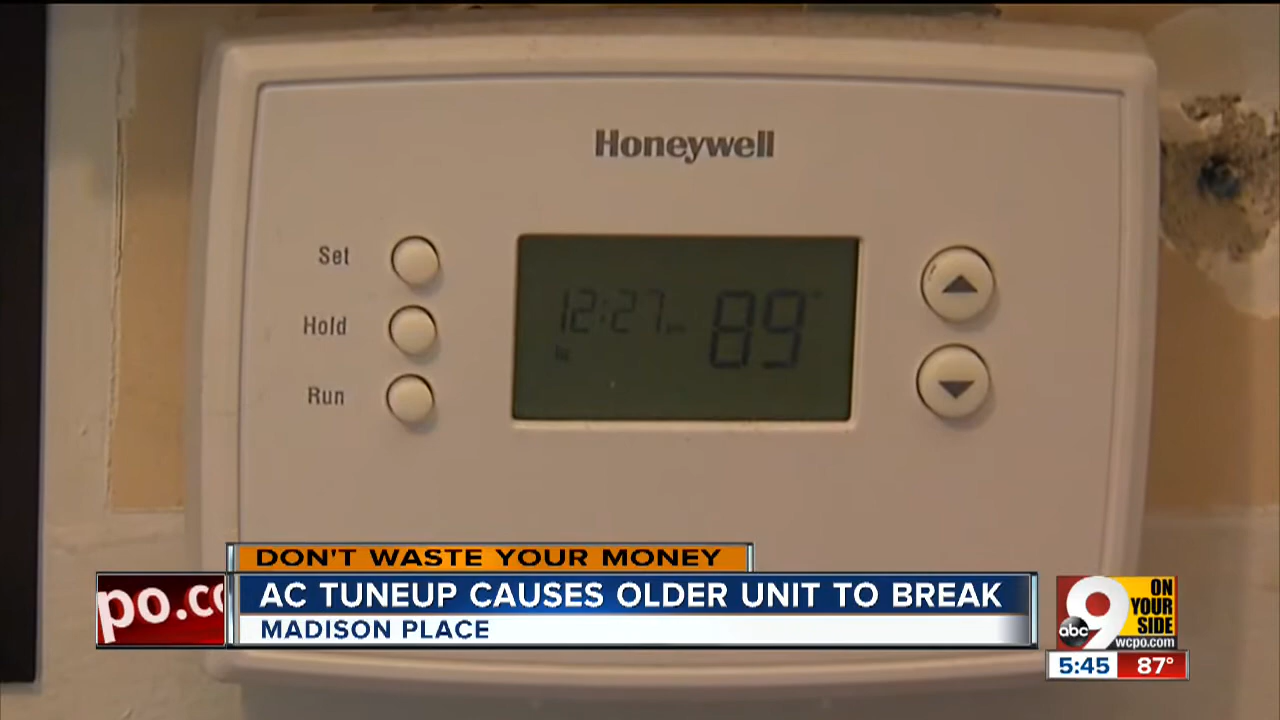 Honeywell
Set
Hold
Run
12:27 89°
DON'T WASTE YOUR MONEY
AC TUNEUP CAUSES OLDER UNIT TO BREAK
MADISON PLACE
po.co
abc 9 ON YOUR SIDE
wcpo.com
5:45 87°